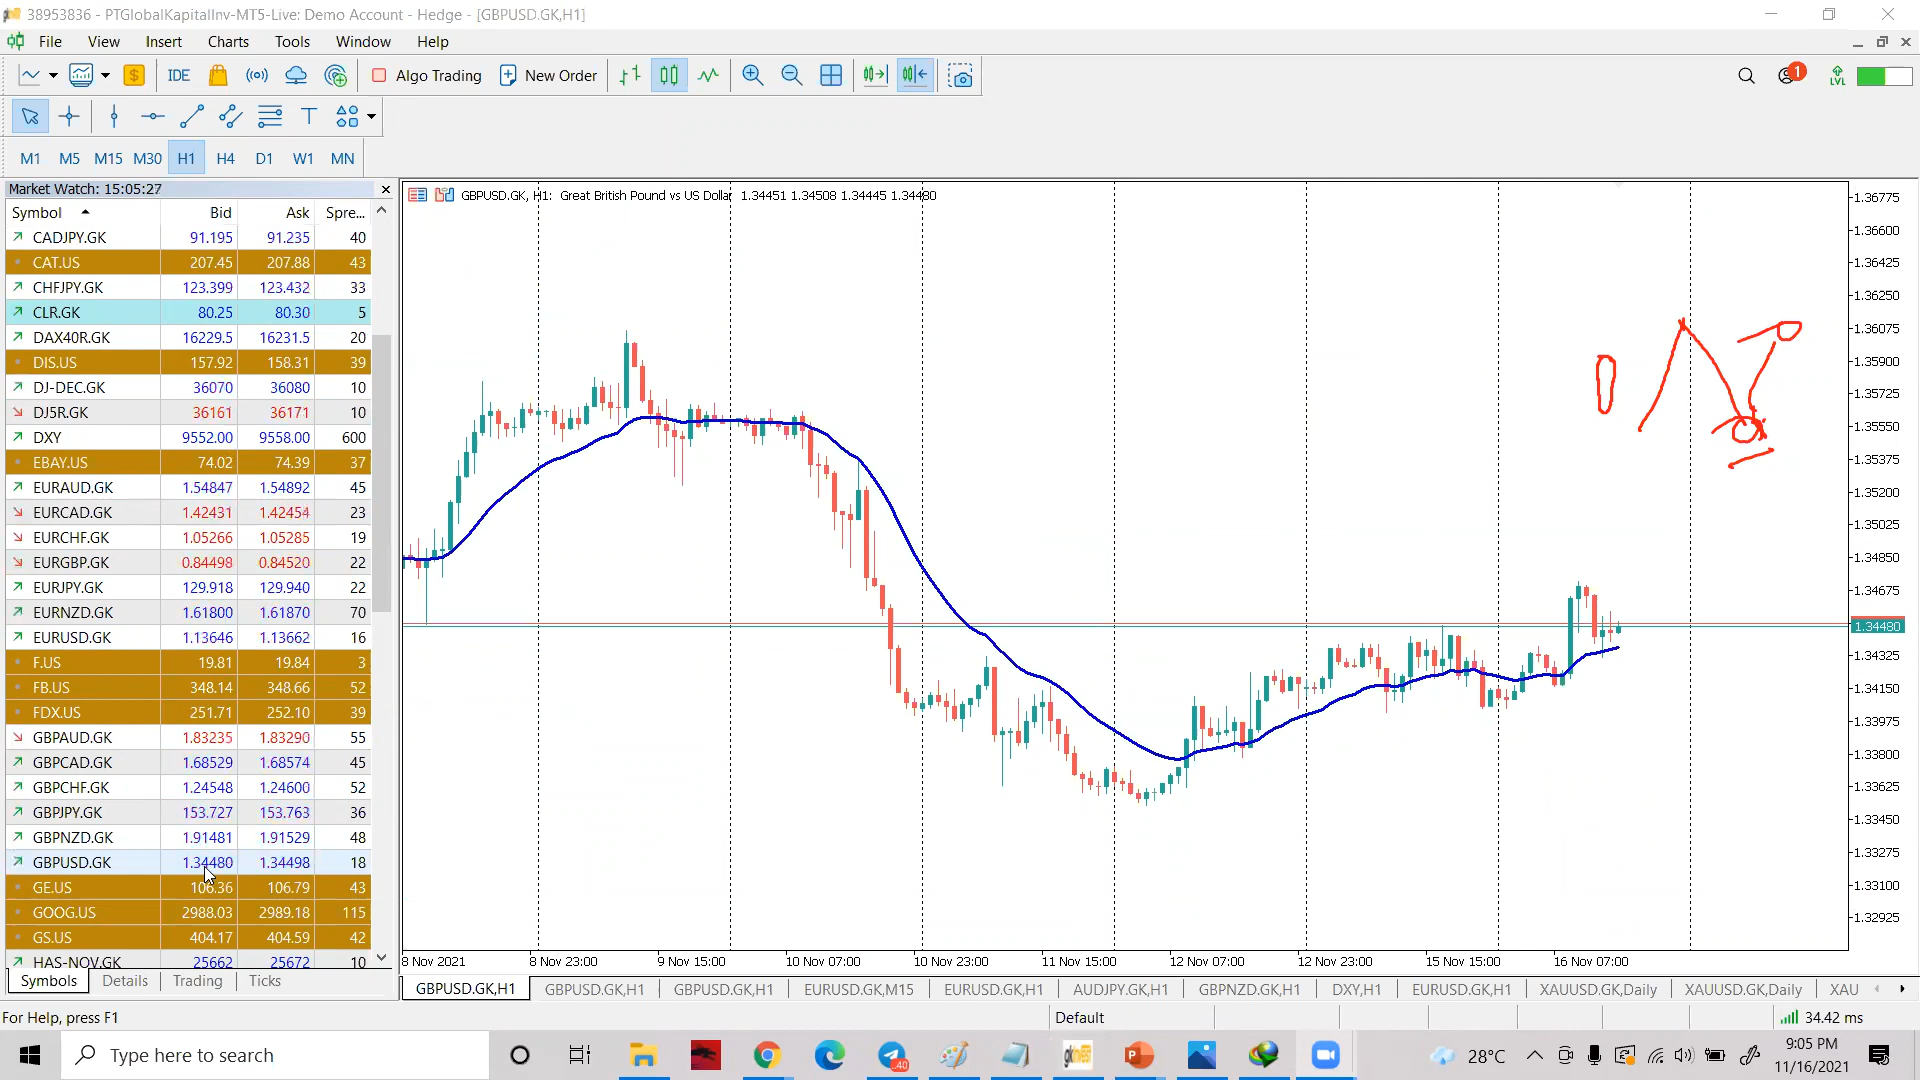 38953836 - PTGlobalKapitalInv-MT5-Live: Demo Account - Hedge - [GBPUSD.GK,H1]
File View Insert Charts Tools Window Help
IDE Algo Trading New Order 1 LVL
M1 M5 M15 M30 H1 H4 D1 W1 MN
Market Watch: 15:05:27
Symbol Bid Ask Spre...
CADJPY.GK 91.195 91.235 40
CAT.US 207.45 207.88 43
CHFJPY.GK 123.399 123.432 33
CLR.GK 80.25 80.30 5
DAX40R.GK 16229.5 16231.5 20
DIS.US 157.92 158.31 39
DJ-DEC.GK 36070 36080 10
DJ5R.GK 36161 36171 10
DXY 9552.00 9558.00 600
EBAY.US 74.02 74.39 37
EURAUD.GK 1.54847 1.54892 45
EURCAD.GK 1.42431 1.42454 23
EURCHF.GK 1.05266 1.05285 19
EURGBP.GK 0.84498 0.84520 22
EURJPY.GK 129.918 129.940 22
EURNZD.GK 1.61800 1.61870 70
EURUSD.GK 1.13646 1.13662 16
F.US 19.81 19.84 3
FB.US 348.14 348.66 52
FDX.US 251.71 252.10 39
GBPAUD.GK 1.83235 1.83290 55
GBPCAD.GK 1.68529 1.68574 45
GBPCHF.GK 1.24548 1.24600 52
GBPJPY.GK 153.727 153.763 36
GBPNZD.GK 1.91481 1.91529 48
GBPUSD.GK 1.34480 1.34498 18
GE.US 106.36 106.79 43
GOOG.US 2988.03 2989.18 115
GS.US 404.17 404.59 42
HAS-NOV.GK 25662 25672 10
Symbols Details Trading Ticks
GBPUSD.GK, H1: Great British Pound vs US Dollar 1.34451 1.34508 1.34445 1.34480
1.36775
1.36600
1.36425
1.36250
1.36075
1.35900
1.35725
1.35550
1.35375
1.35200
1.35025
1.34850
1.34675
1.34480
1.34325
1.34150
1.33975
1.33800
1.33625
1.33450
1.33275
1.33100
1.32925
8 Nov 2021 8 Nov 23:00 9 Nov 15:00 10 Nov 07:00 10 Nov 23:00 11 Nov 15:00 12 Nov 07:00 12 Nov 23:00 15 Nov 15:00 16 Nov 07:00
GBPUSD.GK,H1 GBPUSD.GK,H1 GBPUSD.GK,H1 EURUSD.GK,M15 EURUSD.GK,H1 AUDJPY.GK,H1 GBPNZD.GK,H1 DXY,H1 EURUSD.GK,H1 XAUUSD.GK,Daily XAUUSD.GK,Daily XAU
For Help, press F1 Default 34.42 ms
Type here to search 40 28°C 9:05 PM
11/16/2021